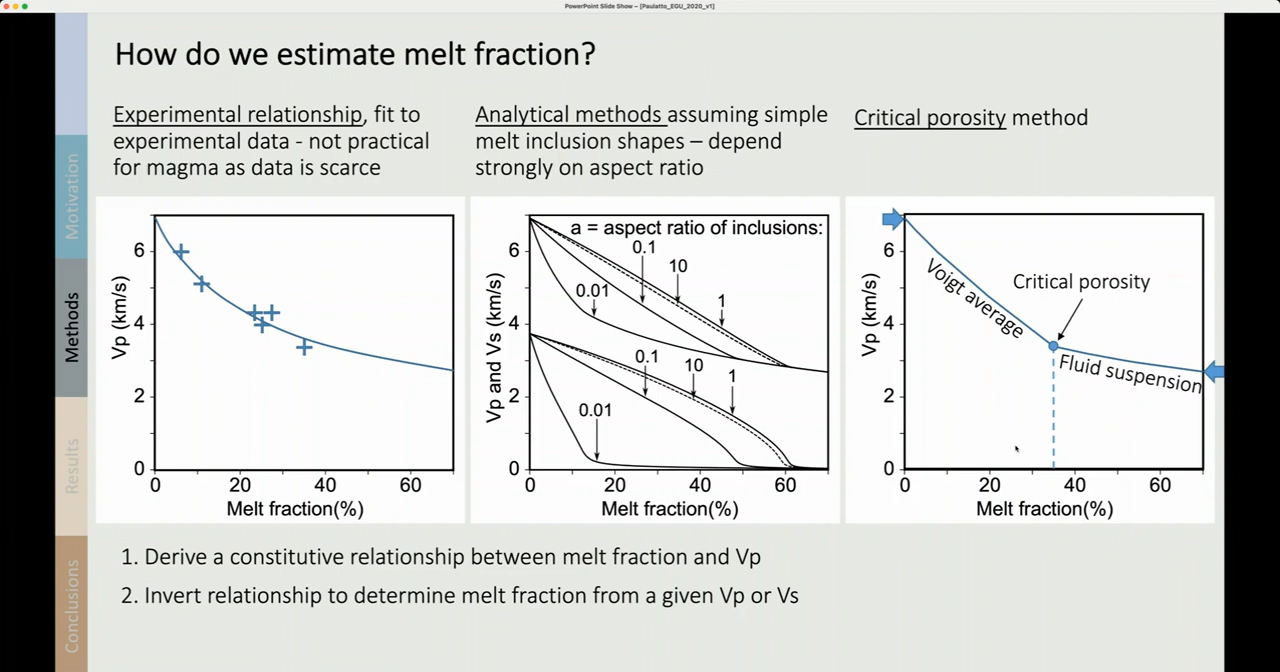 PowerPoint Slide Show – [Paulatto_EGU_2020_v1]
Motivation
Methods
Results
Conclusions
How do we estimate melt fraction?
Experimental relationship, fit to
experimental data - not practical
for magma as data is scarce
Vp (km/s)
6
4
2
0
0 20 40 60
Melt fraction(%)
Analytical methods assuming simple
melt inclusion shapes – depend
strongly on aspect ratio
a = aspect ratio of inclusions:
0.1
10
1
0.01
0.1
10
1
0.01
Vp and Vs (km/s)
6
4
2
0
0 20 40 60
Melt fraction(%)
Critical porosity method
Voigt average
Critical porosity
Fluid suspension
Vp (km/s)
6
4
2
0
0 20 40 60
Melt fraction(%)
1. Derive a constitutive relationship between melt fraction and Vp
2. Invert relationship to determine melt fraction from a given Vp or Vs